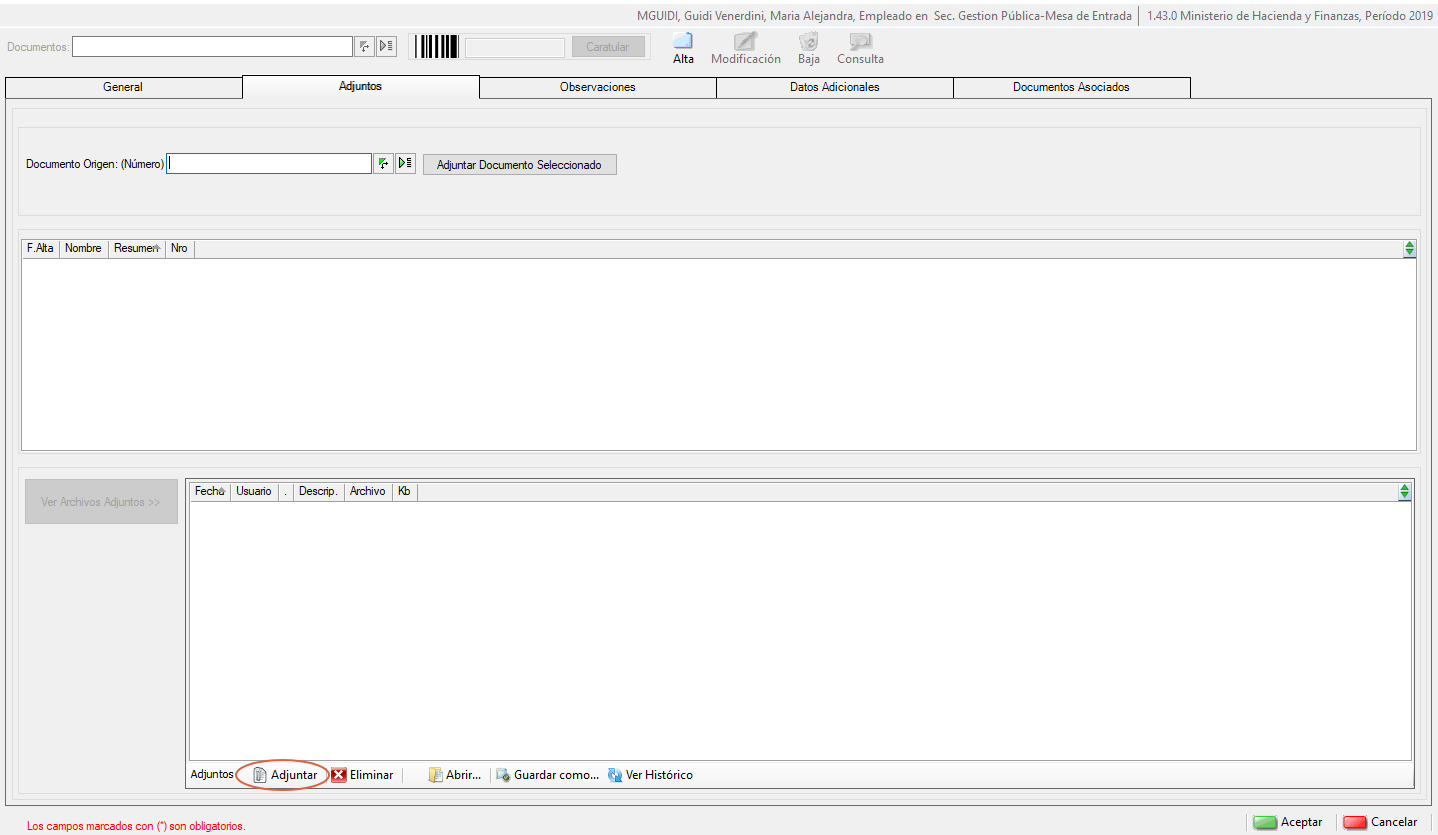 MGUIDI, Guidi Venerdini, Maria Alejandra, Empleado en Sec. Gestion Pública-Mesa de Entrada 1.43.0 Ministerio de Hacienda y Finanzas, Período 2019
Documentos: Caratular Alta Modificación Baja Consulta
General Adjuntos Observaciones Datos Adicionales Documentos Asociados
Documento Origen: (Número) Adjuntar Documento Seleccionado
F.Alta Nombre Resumen Nro
Ver Archivos Adjuntos >> Fecha Usuario . Descrip. Archivo Kb
Adjuntos Adjuntar Eliminar Abrir... Guardar como... Ver Histórico
Los campos marcados con (*) son obligatorios. Aceptar Cancelar